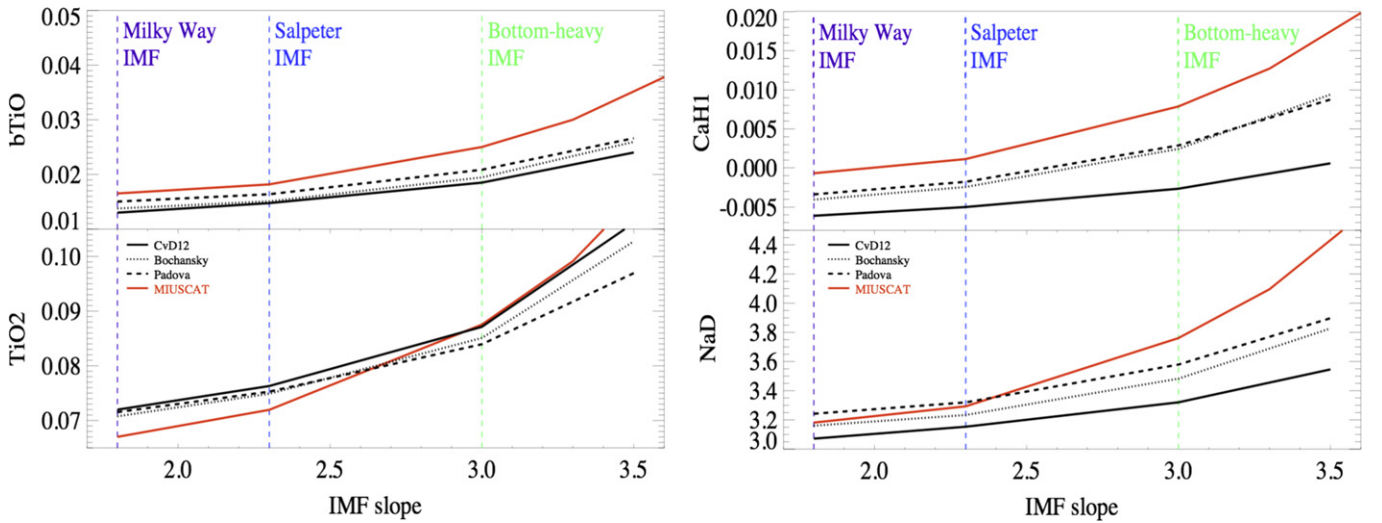 0.05
0.04
0.03
0.02
0.01
bTiO
Milky Way
IMF
Salpeter
IMF
Bottom-heavy
IMF
0.10
0.09
0.08
0.07
TiO2
CvD12
Bochansky
Padova
MIUSCAT
2.0 2.5 3.0 3.5
IMF slope
0.020
0.015
0.010
0.005
0.000
-0.005
CaH1
Milky Way
IMF
Salpeter
IMF
Bottom-heavy
IMF
4.4
4.2
4.0
3.8
3.6
3.4
3.2
3.0
NaD
CvD12
Bochansky
Padova
MIUSCAT
2.0 2.5 3.0 3.5
IMF slope